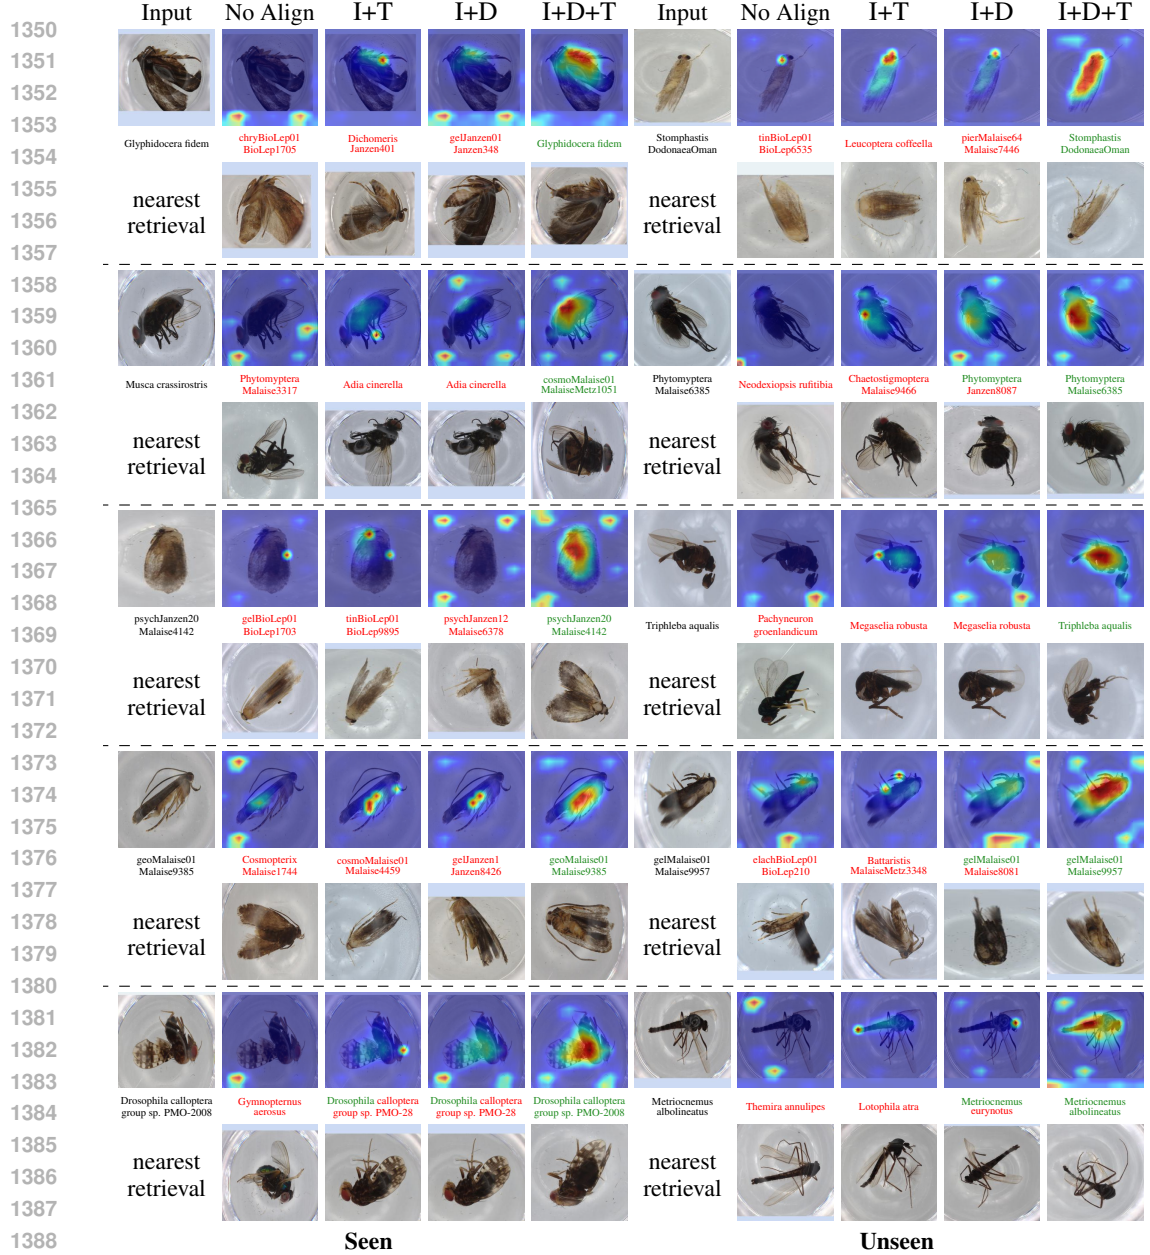 Input No Align I+T I+D I+D+T Input No Align I+T I+D I+D+T
1350
1351
1352
1353
Glyphidocera fidem
chryBioLep01
BioLep1705
Dichomeris
Janzen401
gelJanzen01
Janzen348
Glyphidocera fidem
Stomphastis
DodonaeaOman
tinBioLep01
BioLep6535
Leucoptera coffeella
pierMalaise64
Malaise7446
Stomphastis
DodonaeaOman
1354
1355
nearest
retrieval
nearest
retrieval
1356
1357
1358
1359
1360
1361
Musca crassirostris
Phytomyptera
Malaise3317
Adia cinerella
Adia cinerella
cosmoMalaise01
MalaiseMetz1051
Phytomyptera
Malaise6385
Neodexiopsis rufitibia
Chaetostigmoptera
Malaise9466
Phytomyptera
Janzen8087
Phytomyptera
Malaise6385
1362
1363
nearest
retrieval
nearest
retrieval
1364
1365
1366
1367
1368
1369
psychJanzen20
Malaise4142
gelBioLep01
BioLep1703
tinBioLep01
BioLep9895
psychJanzen12
Malaise6378
psychJanzen20
Malaise4142
Triphleba aqualis
Pachyneuron
groenlandicum
Megaselia robusta
Megaselia robusta
Triphleba aqualis
1370
1371
nearest
retrieval
nearest
retrieval
1372
1373
1374
1375
1376
geoMalaise01
Malaise9385
Cosmopterix
Malaise1744
cosmoMalaise01
Malaise4459
gelJanzen1
Janzen8426
geoMalaise01
Malaise9385
gelMalaise01
Malaise9957
elachBioLep01
BioLep210
Battaristis
MalaiseMetz3348
gelMalaise01
Malaise8081
gelMalaise01
Malaise9957
1377
1378
nearest
retrieval
nearest
retrieval
1379
1380
1381
1382
1383
Drosophila calloptera
group sp. PMO-2008
Gymnopternus
aerosus
Drosophila calloptera
group sp. PMO-28
Drosophila calloptera
group sp. PMO-28
Drosophila calloptera
group sp. PMO-2008
Metriocnemus
albolineatus
Themira annulipes
Lotophila atra
Metriocnemus
eurynotus
Metriocnemus
albolineatus
1384
1385
nearest
retrieval
nearest
retrieval
1386
1387
1388
Seen Unseen